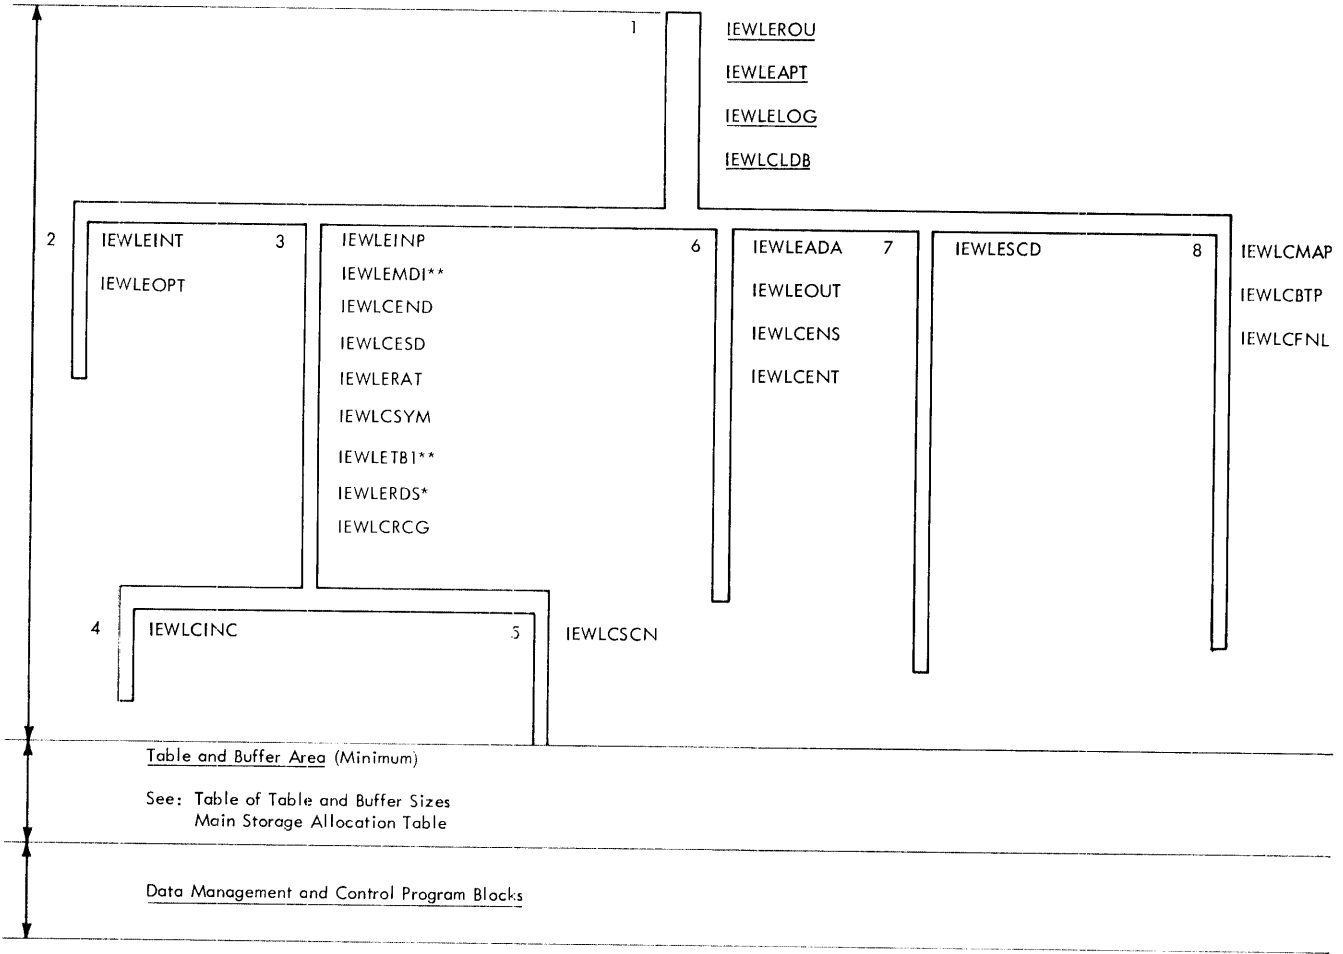 1
IEWLEROU
IEWLEAPT
IEWLELOG
IEWLCLDB
2
IEWLEINT
IEWLEOPT
3
IEWLEINP
IEWLEMDI**
IEWLCEND
IEWLCESD
IEWLERAT
IEWLCSYM
IEWLETB1**
IEWLERDS*
IEWLCRCG
6
IEWLEADA
IEWLEOUT
IEWLCENS
IEWLCENT
7
IEWLESCD
8
IEWLCMAP
IEWLCBTP
IEWLCFNL
4
IEWLCINC
5
IEWLCSCN
Table and Buffer Area (Minimum)
See: Table of Table and Buffer Sizes
Main Storage Allocation Table
Data Management and Control Program Blocks